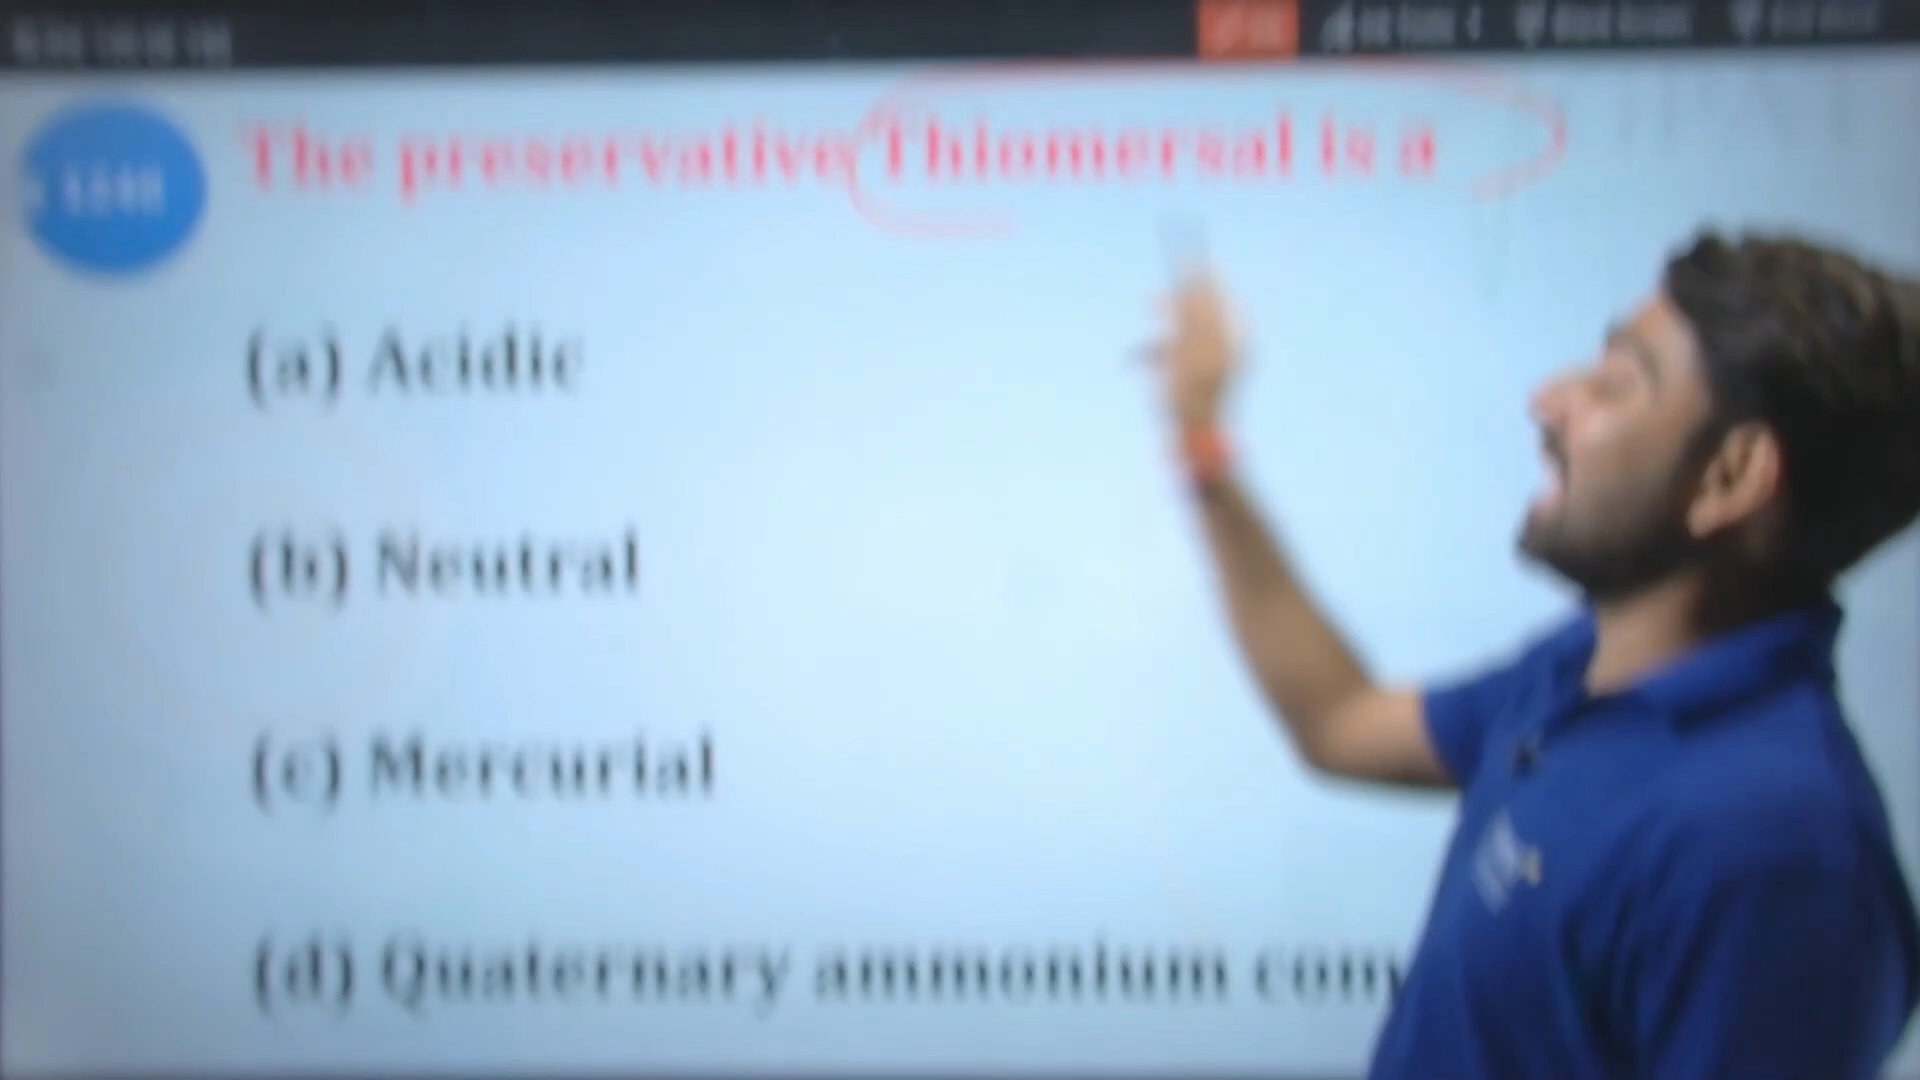 The preservative Thiomersal is a
(a) Acidic
(b) Neutral
(c) Mercurial
(d) Quaternary ammonium